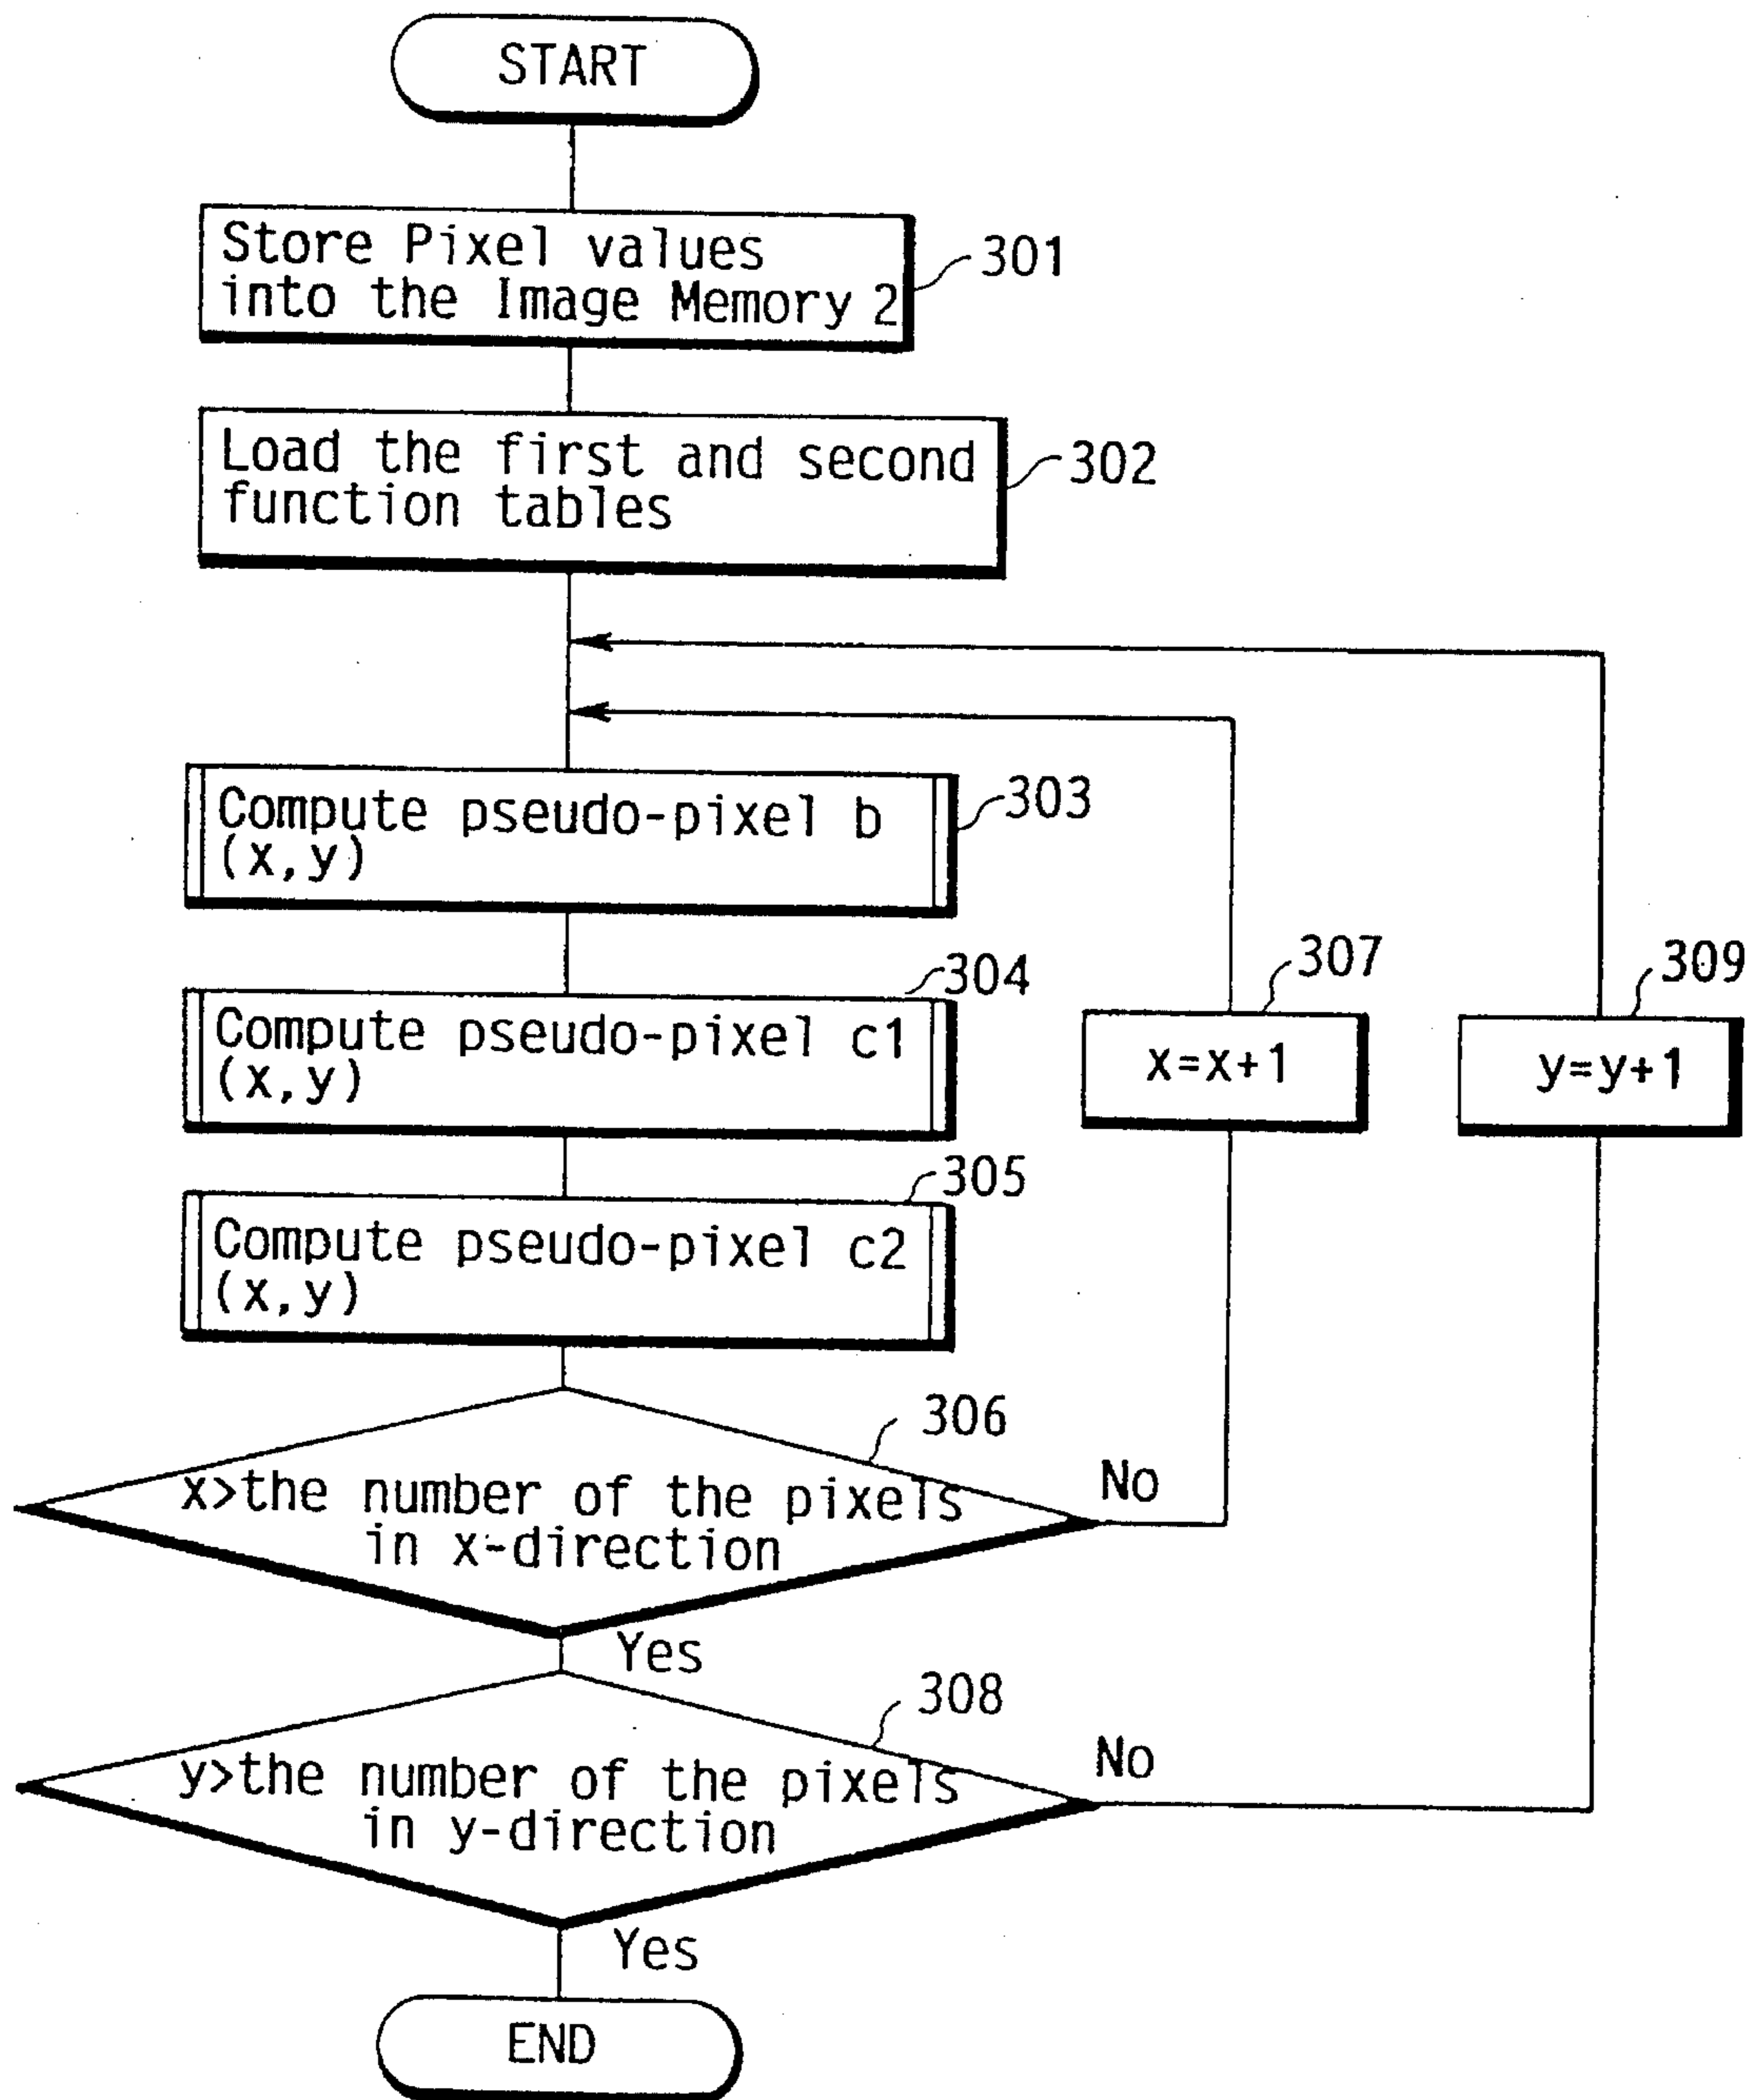 START
Store Pixel values
into the Image Memory 2
301
Load the first and second
function tables
302
Compute pseudo-pixel b
(x,y)
303
Compute pseudo-pixel c1
(x,y)
304
Compute pseudo-pixel c2
(x,y)
305
x>the number of the pixels
in x-direction
306
No
Yes
307
x=x+1
y>the number of the pixels
in y-direction
308
No
Yes
309
y=y+1
END